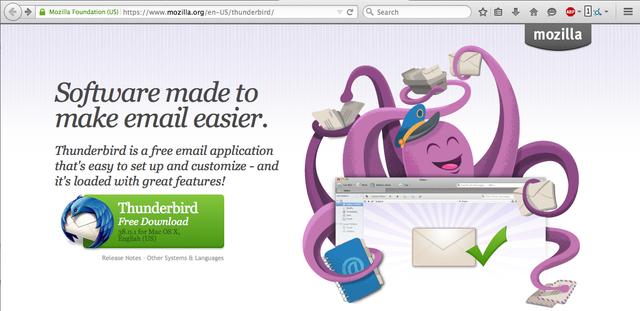 Mozilla Foundation (US)
https://www.mozilla.org/en-US/thunderbird/
Search
ABP
1
mozilla
Software made to
make email easier.
Thunderbird is a free email application
that's easy to set up and customize - and
it's loaded with great features!
Thunderbird
Free Download
38.0.1 for Mac OS X,
English (US)
Release Notes · Other Systems & Languages
@